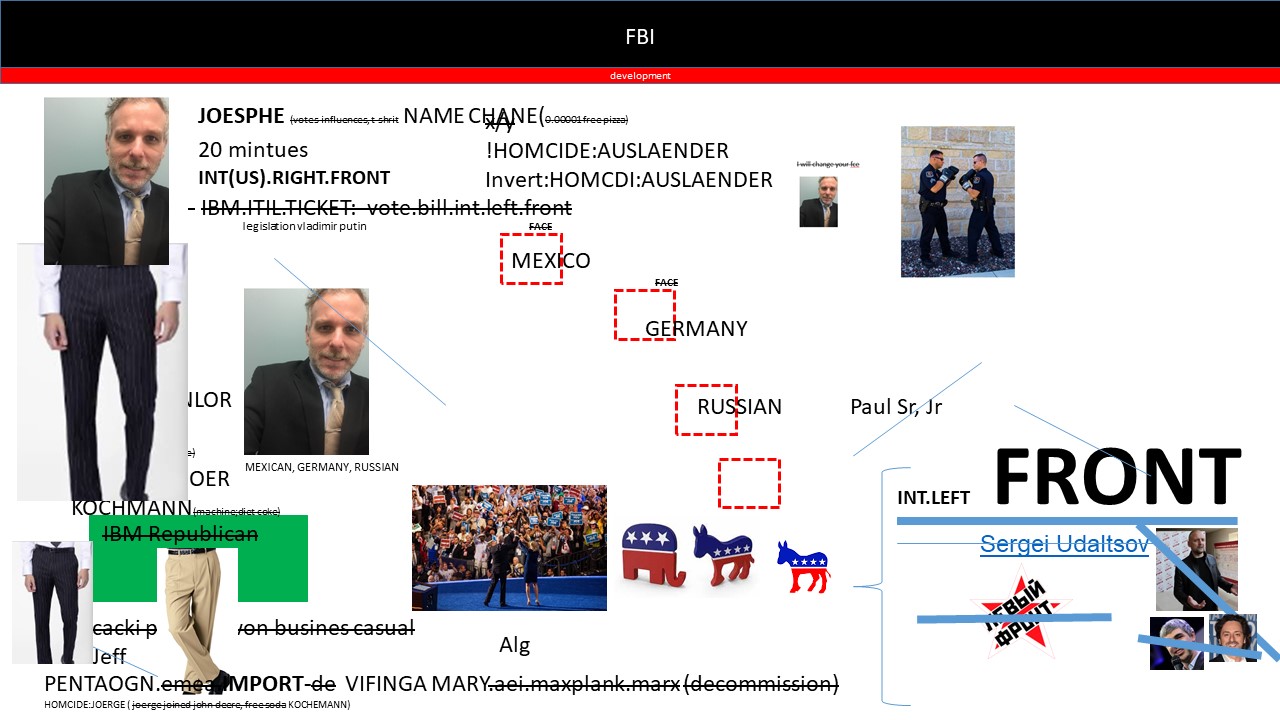 FBI
development
JOESPHE (votes influences, t-shrit NAME CHANE(0.00001 free pizza)
x/y
20 mintues
!HOMCIDE:AUSLAENDER
INT(US).RIGHT.FRONT
Invert:HOMCDI:AUSLAENDER
I will change your fce
- IBM.ITIL.TICKET: vote.bill.int.left.front
legislation vladimir putin
FACE
MEXICO
FACE
GERMANY
NLOR
RUSSIAN
Paul Sr, Jr
e)
MEXICAN, GERMANY, RUSSIAN
OER
FRONT
INT.LEFT
KOCHMANN(machine;diet coke)
IBM Republican
Sergei Udaltsov
ЛЕВЫЙ
ФРОНТ
cacki p von busines casual
Alg
Jeff
PENTAOGN.emea.IMPORT-de VIFINGA MARY.aei.maxplank.marx (decommission)
HOMCIDE:JOERGE ( joerge joined john deere, free soda KOCHEMANN)